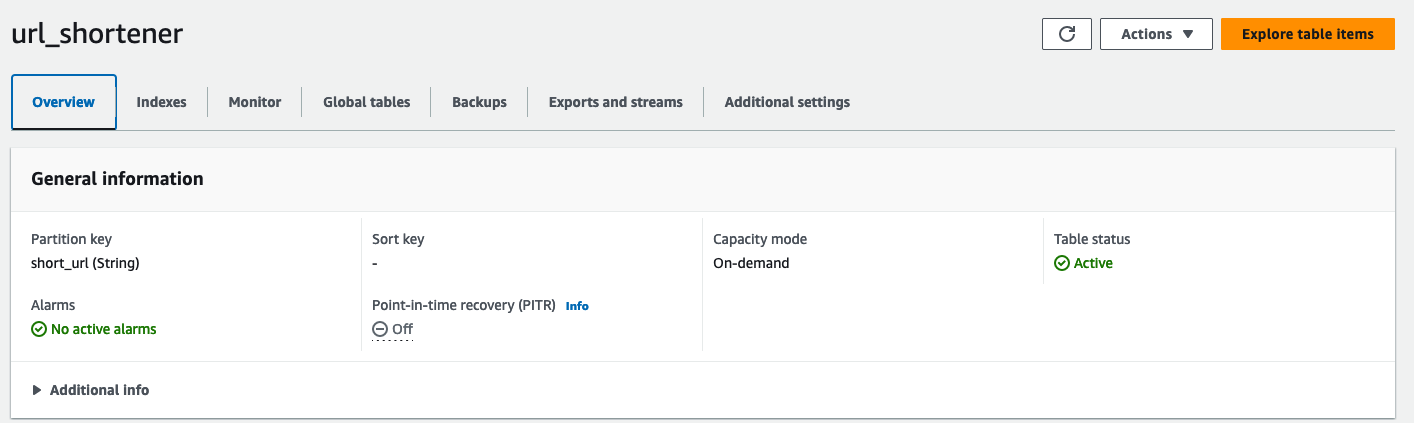 url_shortener
Actions
Explore table items
Overview
Indexes
Monitor
Global tables
Backups
Exports and streams
Additional settings
General information
Partition key
short_url (String)
Sort key
-
Capacity mode
On-demand
Table status
Active
Alarms
No active alarms
Point-in-time recovery (PITR) Info
Off
Additional info